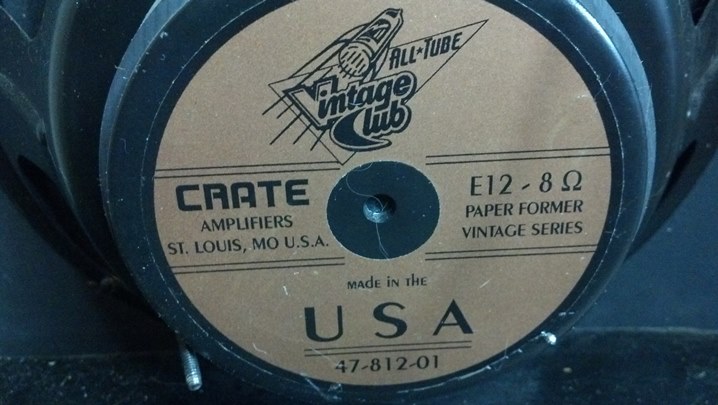 ALL★TUBE
Vintage
Club
CRATE
AMPLIFIERS
ST. LOUIS, MO U.S.A.
E12 - 8 Ω
PAPER FORMER
VINTAGE SERIES
MADE IN THE
USA
47-812-01